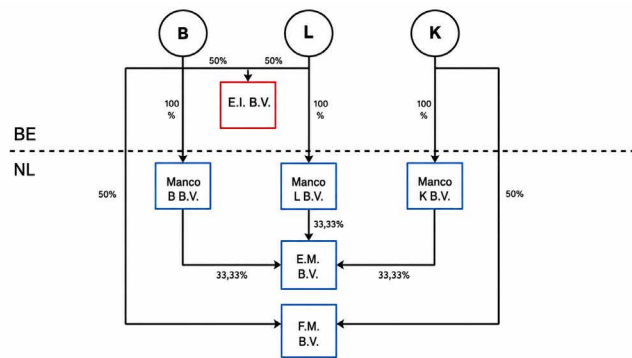 B
L
K
50%
50%
E.I. B.V.
100
%
100
%
100
%
BE
NL
50%
Manco
B B.V.
Manco
L B.V.
Manco
K B.V.
50%
33,33%
E.M.
B.V.
33,33%
33,33%
F.M.
B.V.